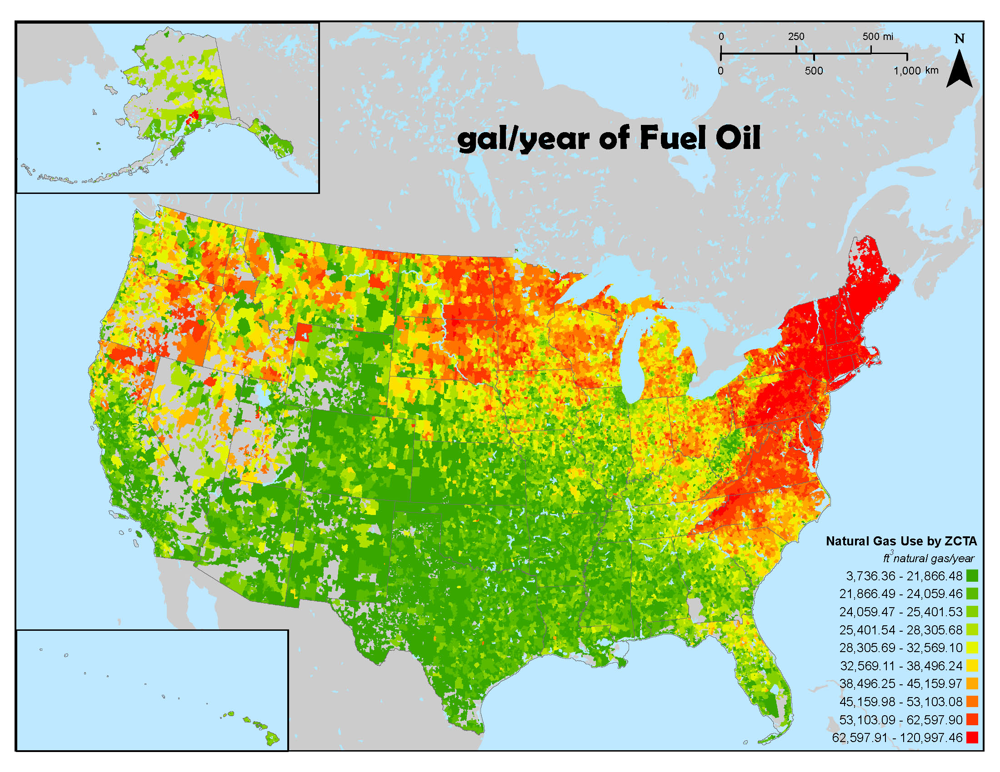 0 250 500 mi
N
0 500 1,000 km
gal/year of Fuel Oil
Natural Gas Use by ZCTA
ft³ natural gas/year
3,736.36 - 21,866.48
21,866.49 - 24,059.46
24,059.47 - 25,401.53
25,401.54 - 28,305.68
28,305.69 - 32,569.10
32,569.11 - 38,496.24
38,496.25 - 45,159.97
45,159.98 - 53,103.08
53,103.09 - 62,597.90
62,597.91 - 120,997.46